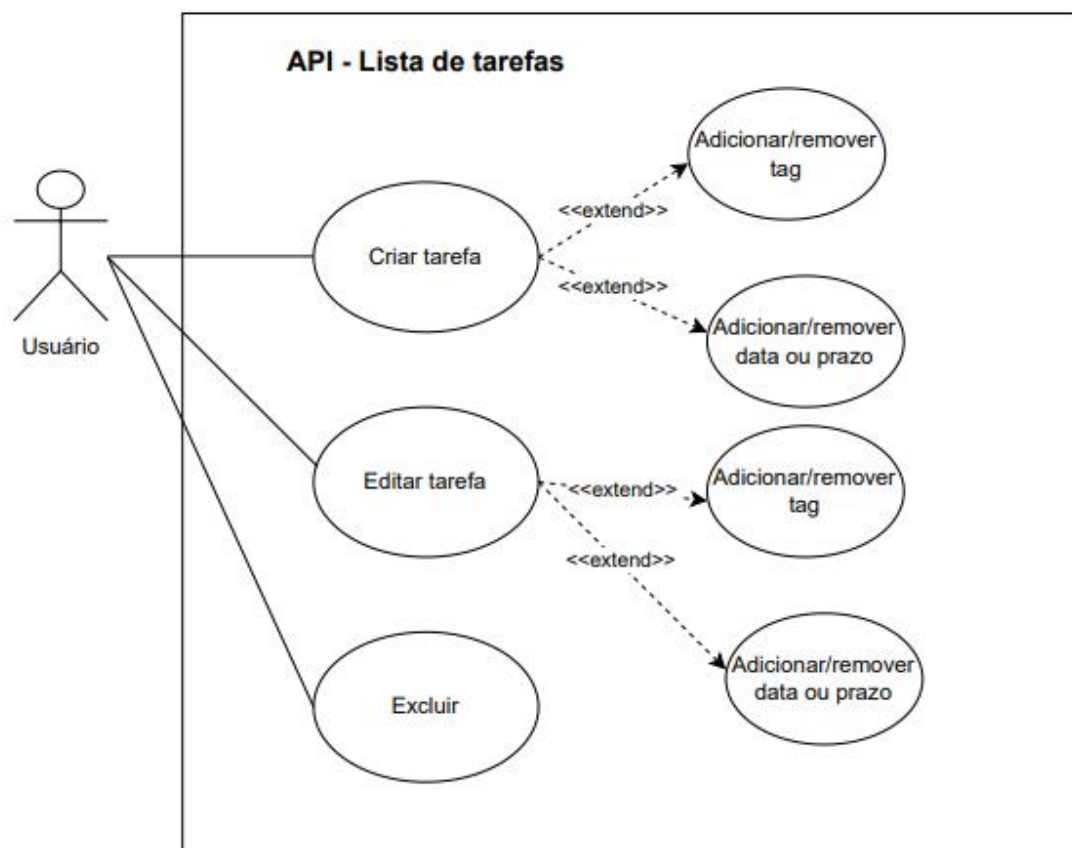 API - Lista de tarefas
Adicionar/remover
tag
<<extend>>
Criar tarefa
<<extend>>
Adicionar/remover
data ou prazo
Usuário
Adicionar/remover
tag
<<extend>>
Editar tarefa
<<extend>>
Adicionar/remover
data ou prazo
Excluir